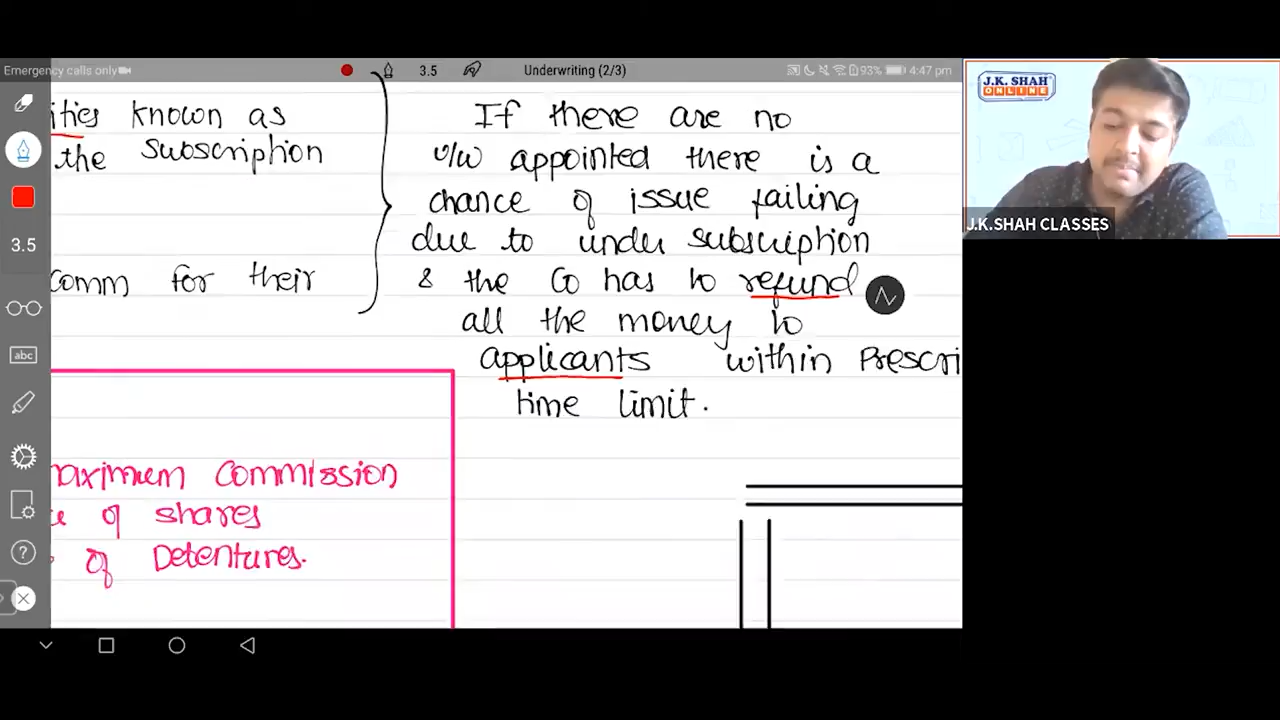 Emergency calls only
3.5
Underwriting (2/3)
93%
4:47 pm
ities known as
the subscription
comm for their
If there are no
u/w appointed there is a
chance of issue failing
due to under subscription
& the Co has to refund
all the money to
applicants within Prescri
time limit.
3.5
abc
maximum Commission
of shares
of Detentures.
J.K. SHAH
ONLINE
J.K.SHAH CLASSES